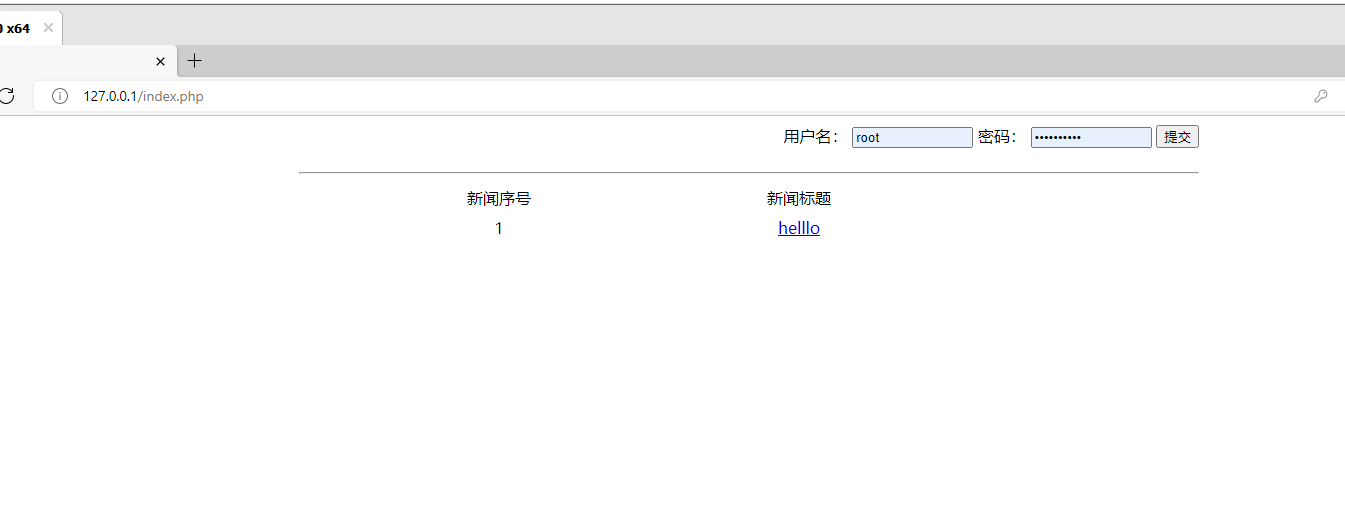 0 x64
127.0.0.1/index.php
用户名： root 密码： •••••••••• 提交
新闻序号 新闻标题
1 helllo